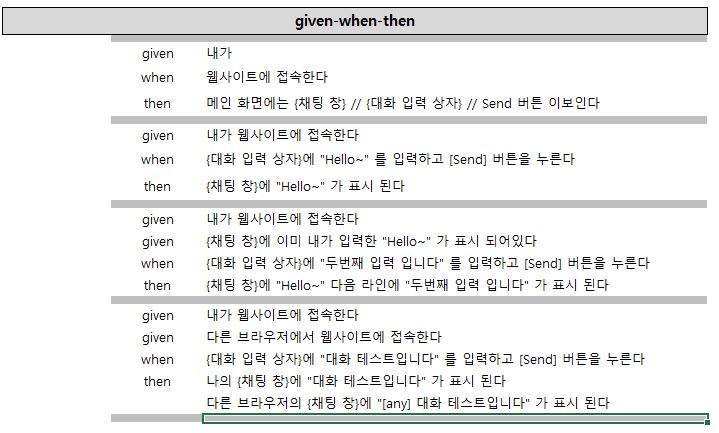 given-when-then
given 내가
when 웹사이트에 접속한다
then 메인 화면에는 {채팅 창} // {대화 입력 상자} // Send 버튼 이보인다
given 내가 웹사이트에 접속한다
when {대화 입력 상자}에 "Hello~" 를 입력하고 [Send] 버튼을 누른다
then {채팅 창}에 "Hello~" 가 표시 된다
given 내가 웹사이트에 접속한다
given {채팅 창}에 이미 내가 입력한 "Hello~" 가 표시 되어있다
when {대화 입력 상자}에 "두번째 입력 입니다" 를 입력하고 [Send] 버튼을 누른다
then {채팅 창}에 "Hello~" 다음 라인에 "두번째 입력 입니다" 가 표시 된다
given 내가 웹사이트에 접속한다
given 다른 브라우저에서 웹사이트에 접속한다
when {대화 입력 상자}에 "대화 테스트입니다" 를 입력하고 [Send] 버튼을 누른다
then 나의 {채팅 창}에 "대화 테스트입니다" 가 표시 된다
다른 브라우저의 {채팅 창}에 "[any] 대화 테스트입니다" 가 표시 된다